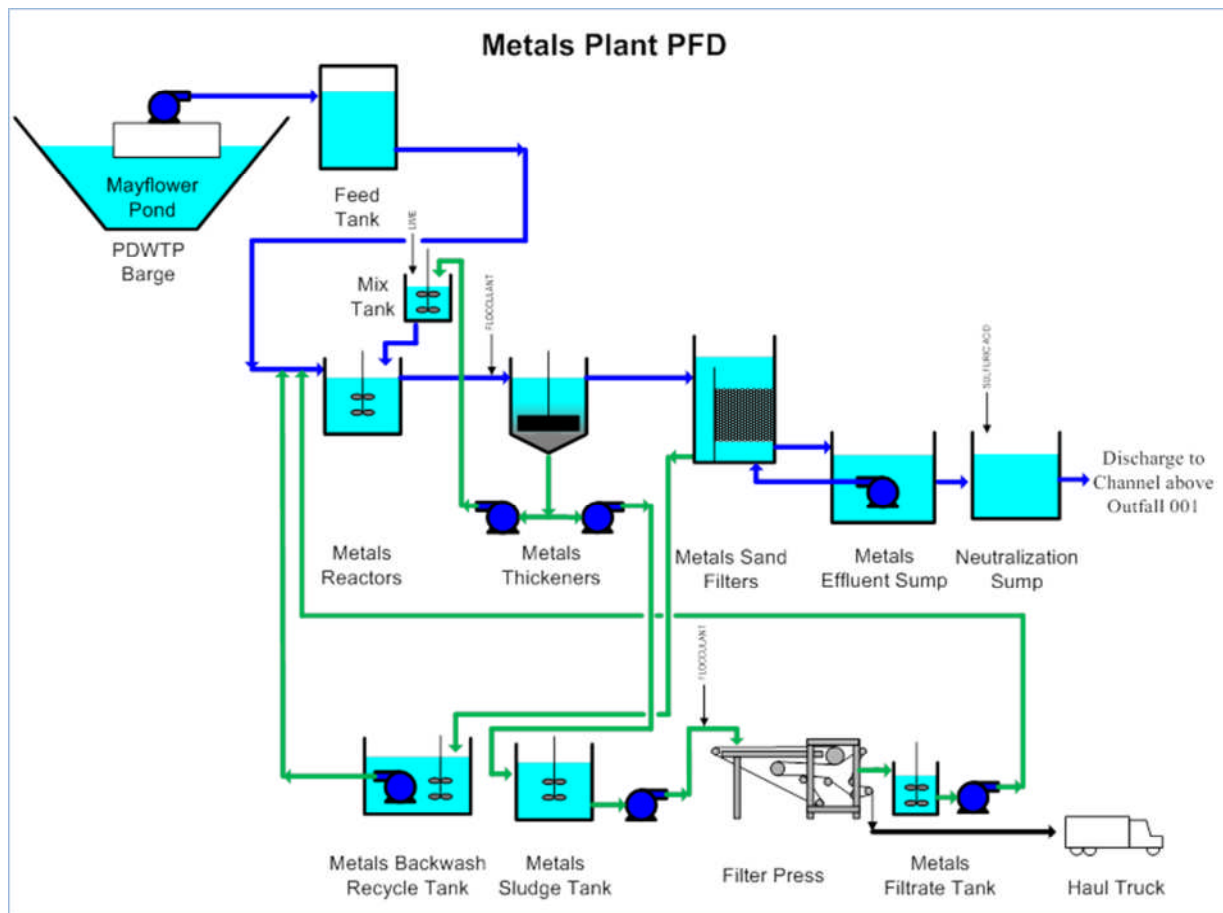 Metals Plant PFD
Mayflower
Pond
PDWTP
Barge
Feed
Tank
LIME
Mix
Tank
FLOCCULANT
SULFURIC ACID
Discharge to
Channel above
Outfall 001
Metals
Reactors
Metals
Thickeners
Metals Sand
Filters
Metals
Effluent Sump
Neutralization
Sump
FLOCCULANT
Metals Backwash
Recycle Tank
Metals
Sludge Tank
Filter Press
Metals
Filtrate Tank
Haul Truck